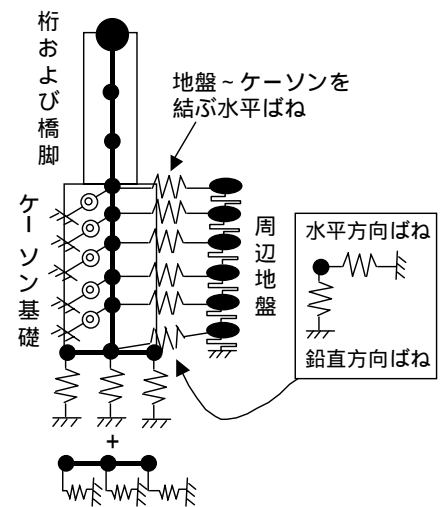 桁および橋脚
地盤~ケーソンを
結ぶ水平ばね
ケーソン基礎
周辺地盤
水平方向ばね
鉛直方向ばね
+